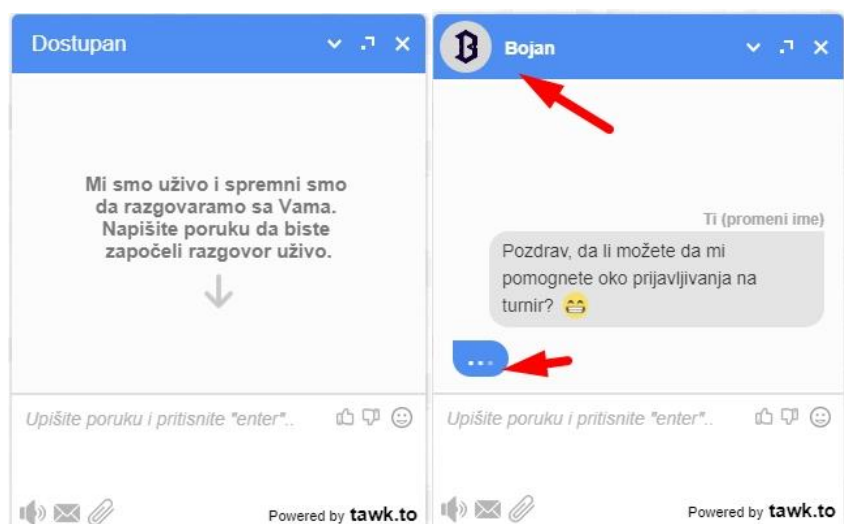 Dostupan
Mi smo uživo i spremni smo
da razgovaramo sa Vama.
Napišite poruku da biste
započeli razgovor uživo.
Upišite poruku i pritisnite "enter"..
Powered by tawk.to
B
Bojan
Ti (promeni ime)
Pozdrav, da li možete da mi
pomognete oko prijavljivanja na
turnir? 😁
...
Upišite poruku i pritisnite "enter"..
Powered by tawk.to